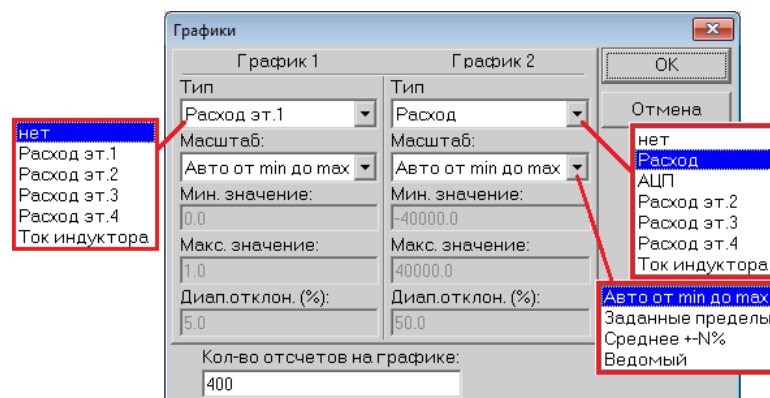 Графики
График 1
График 2
OK
Тип
Тип
Расход эт.1
Расход
Отмена
Масштаб:
Масштаб:
Авто от min до max
Авто от min до max
Мин. значение:
Мин. значение:
0.0
-40000.0
Макс. значение:
Макс. значение:
1.0
40000.0
Диап.отклон. (%):
Диап.отклон. (%):
5.0
50.0
Кол-во отсчетов на графике:
400
нет
Расход эт.1
Расход эт.2
Расход эт.3
Расход эт.4
Ток индуктора
нет
Расход
АЦП
Расход эт.2
Расход эт.3
Расход эт.4
Ток индуктора
Авто от min до max
Заданные пределы
Среднее +-N%
Ведомый